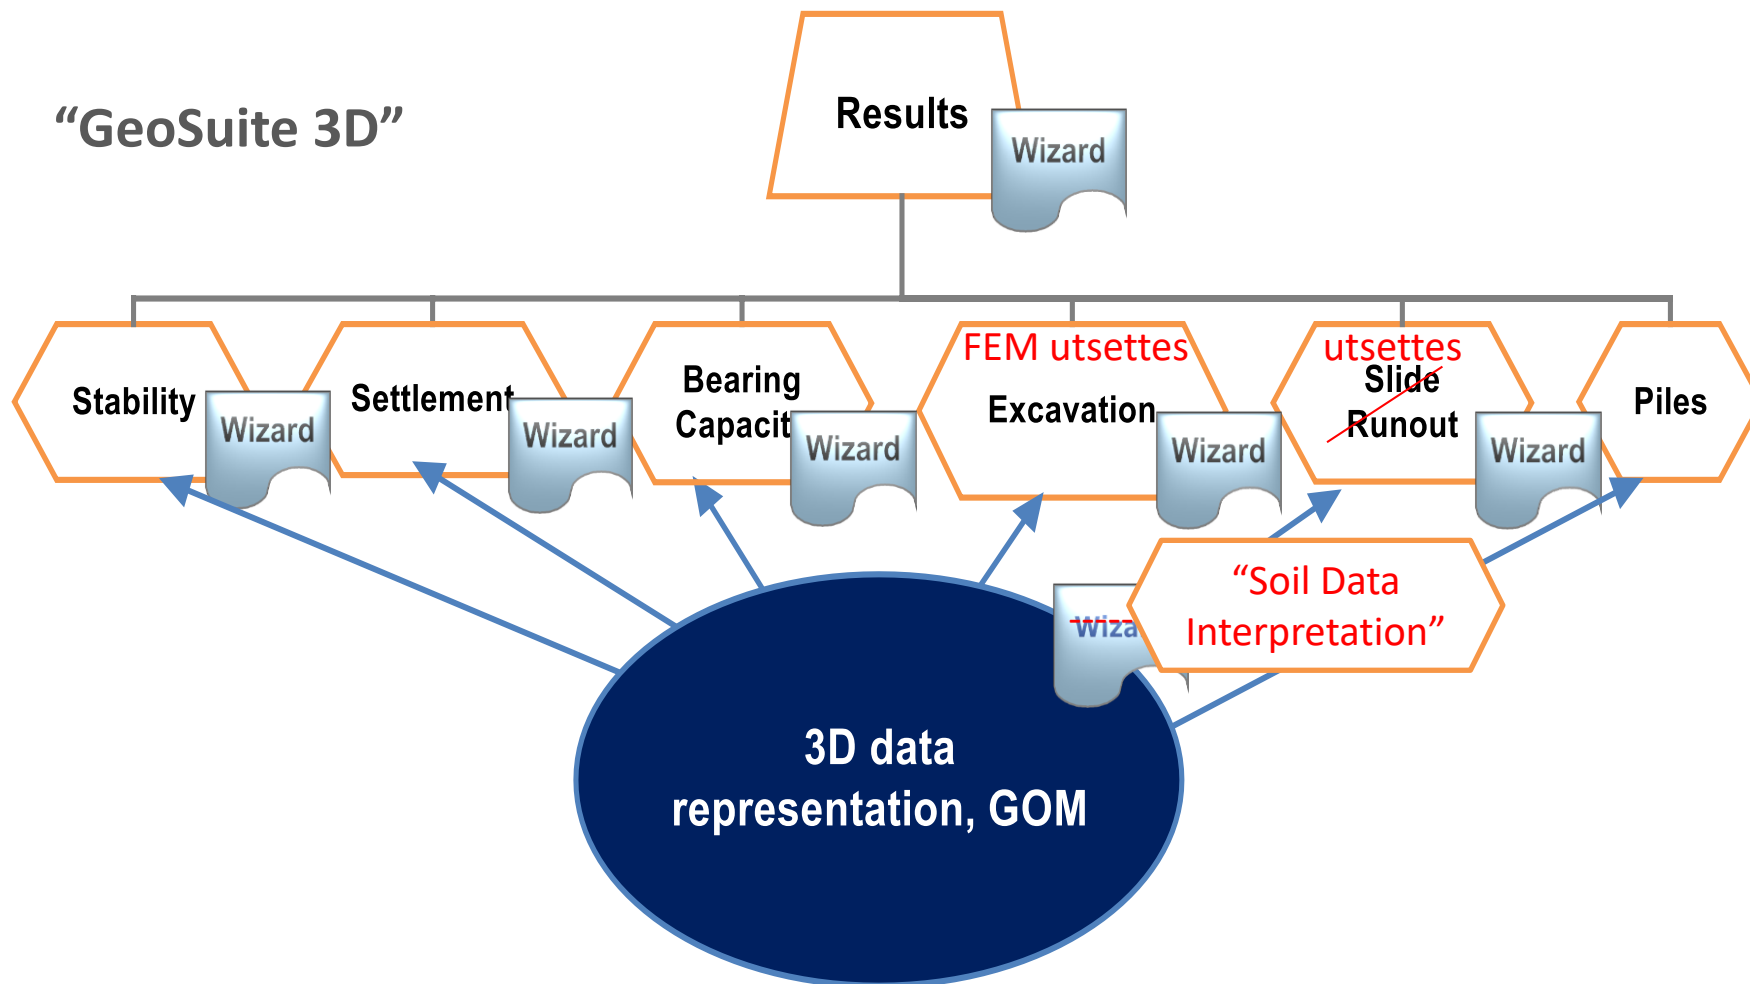 “GeoSuite 3D”
Results
Wizard
Stability
Wizard
Settlement
Wizard
Bearing
Capacit
Wizard
FEM utsettes
Excavation
Wizard
utsettes
Slide
Runout
Wizard
Piles
Wiza
“Soil Data
Interpretation”
3D data
representation, GOM